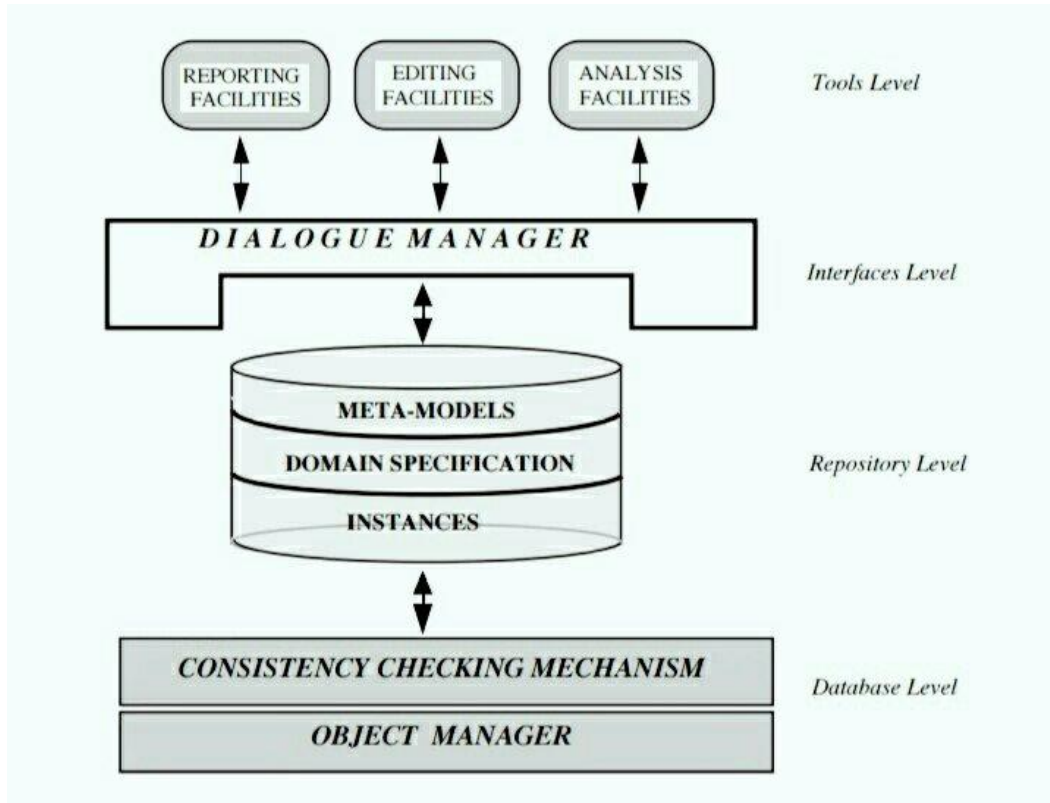 REPORTING
FACILITIES
EDITING
FACILITIES
ANALYSIS
FACILITIES
Tools Level
DIALOGUE MANAGER
Interfaces Level
META-MODELS
DOMAIN SPECIFICATION
INSTANCES
Repository Level
CONSISTENCY CHECKING MECHANISM
OBJECT MANAGER
Database Level